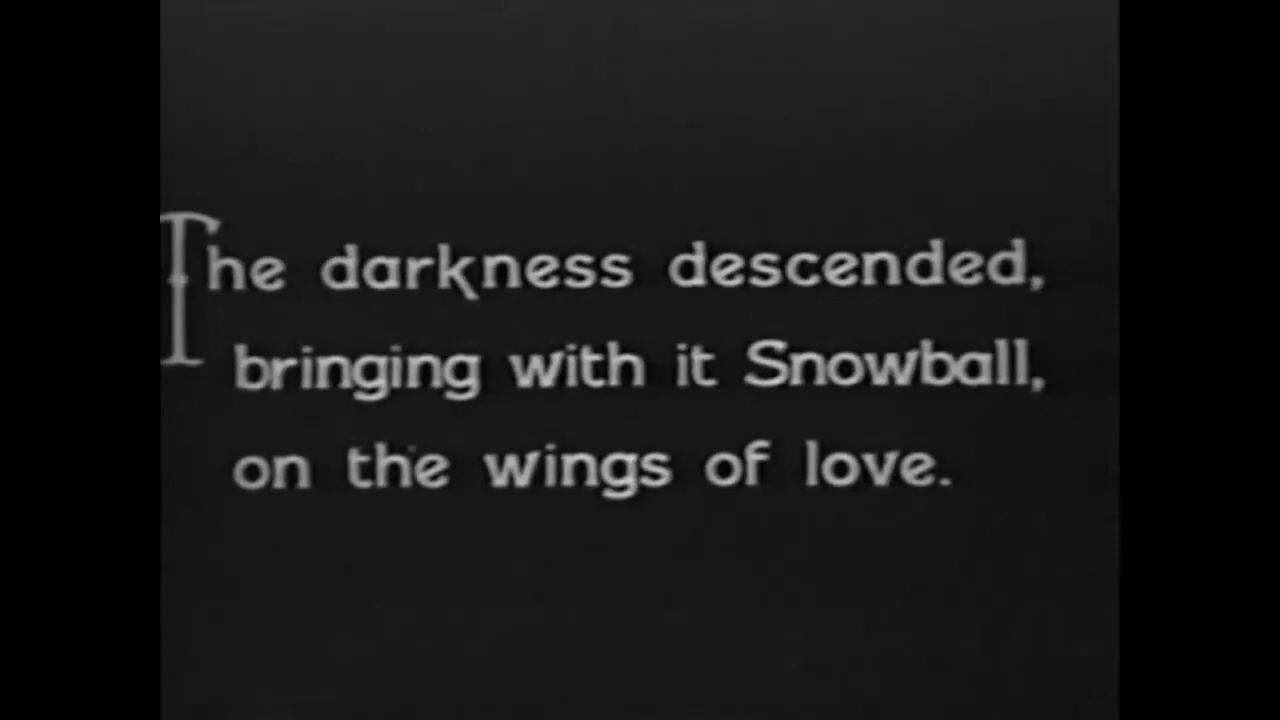 The darkness descended,
bringing with it Snowball,
on the wings of love.